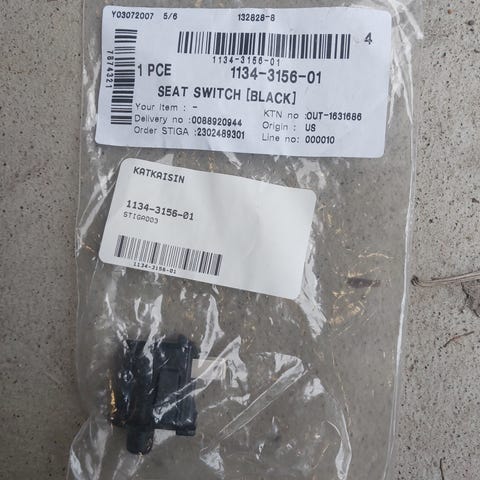 Y03072007 5/6 132828-8
4
7874321
1134-3156-01
1 PCE 1134-3156-01
SEAT SWITCH [BLACK]
Your item : - KTN no :OUT-1631686
Delivery no :0088920944 Origin : US
Order STIGA :2302489301 Line no: 000010
KATKAISIN
1134-3156-01
STIGA003
1134-3156-01